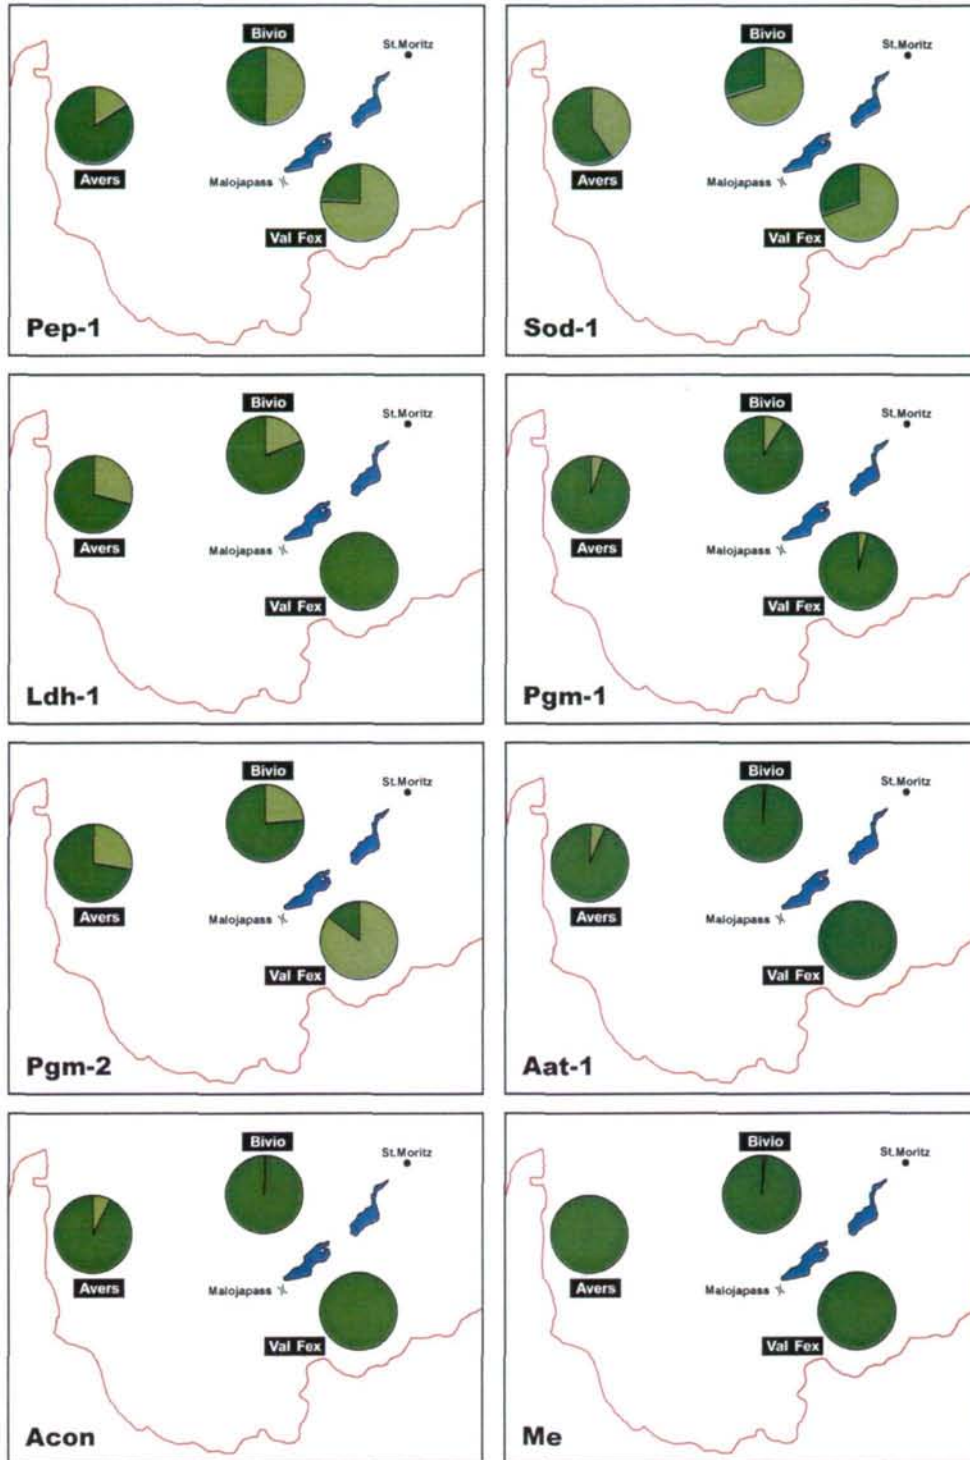 Bivio
St.Moritz
Avers
Malojapass
Val Fex
Pep-1
Bivio
St.Moritz
Avers
Malojapass
Val Fex
Sod-1
Bivio
St.Moritz
Avers
Malojapass
Val Fex
Ldh-1
Bivio
St.Moritz
Avers
Malojapass
Val Fex
Pgm-1
Bivio
St.Moritz
Avers
Malojapass
Val Fex
Pgm-2
Bivio
St.Moritz
Avers
Malojapass
Val Fex
Aat-1
Bivio
St.Moritz
Avers
Malojapass
Val Fex
Acon
Bivio
St.Moritz
Avers
Malojapass
Val Fex
Me